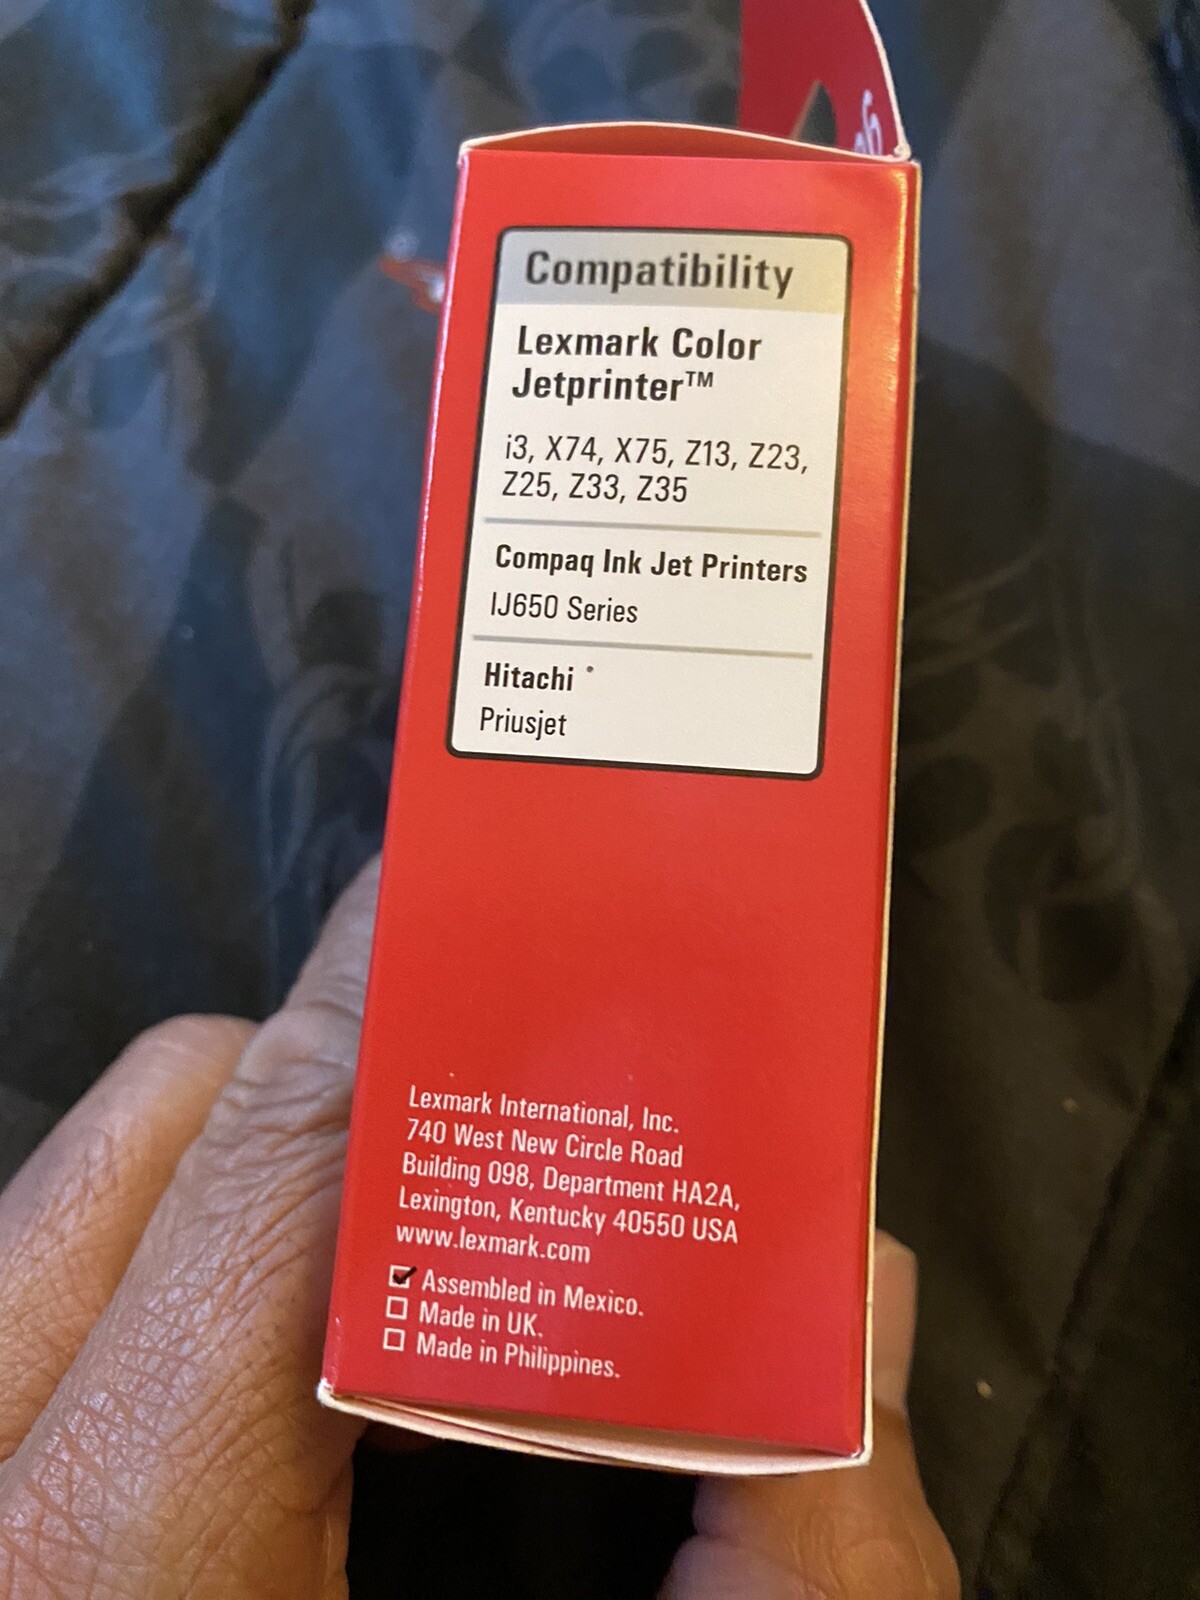 Compatibility
Lexmark Color
Jetprinter™
i3, X74, X75, Z13, Z23,
Z25, Z33, Z35
Compaq Ink Jet Printers
IJ650 Series
Hitachi
Priusjet
Lexmark International, Inc.
740 West New Circle Road
Building 098, Department HA2A,
Lexington, Kentucky 40550 USA
www.lexmark.com
Assembled in Mexico.
Made in UK.
Made in Philippines.